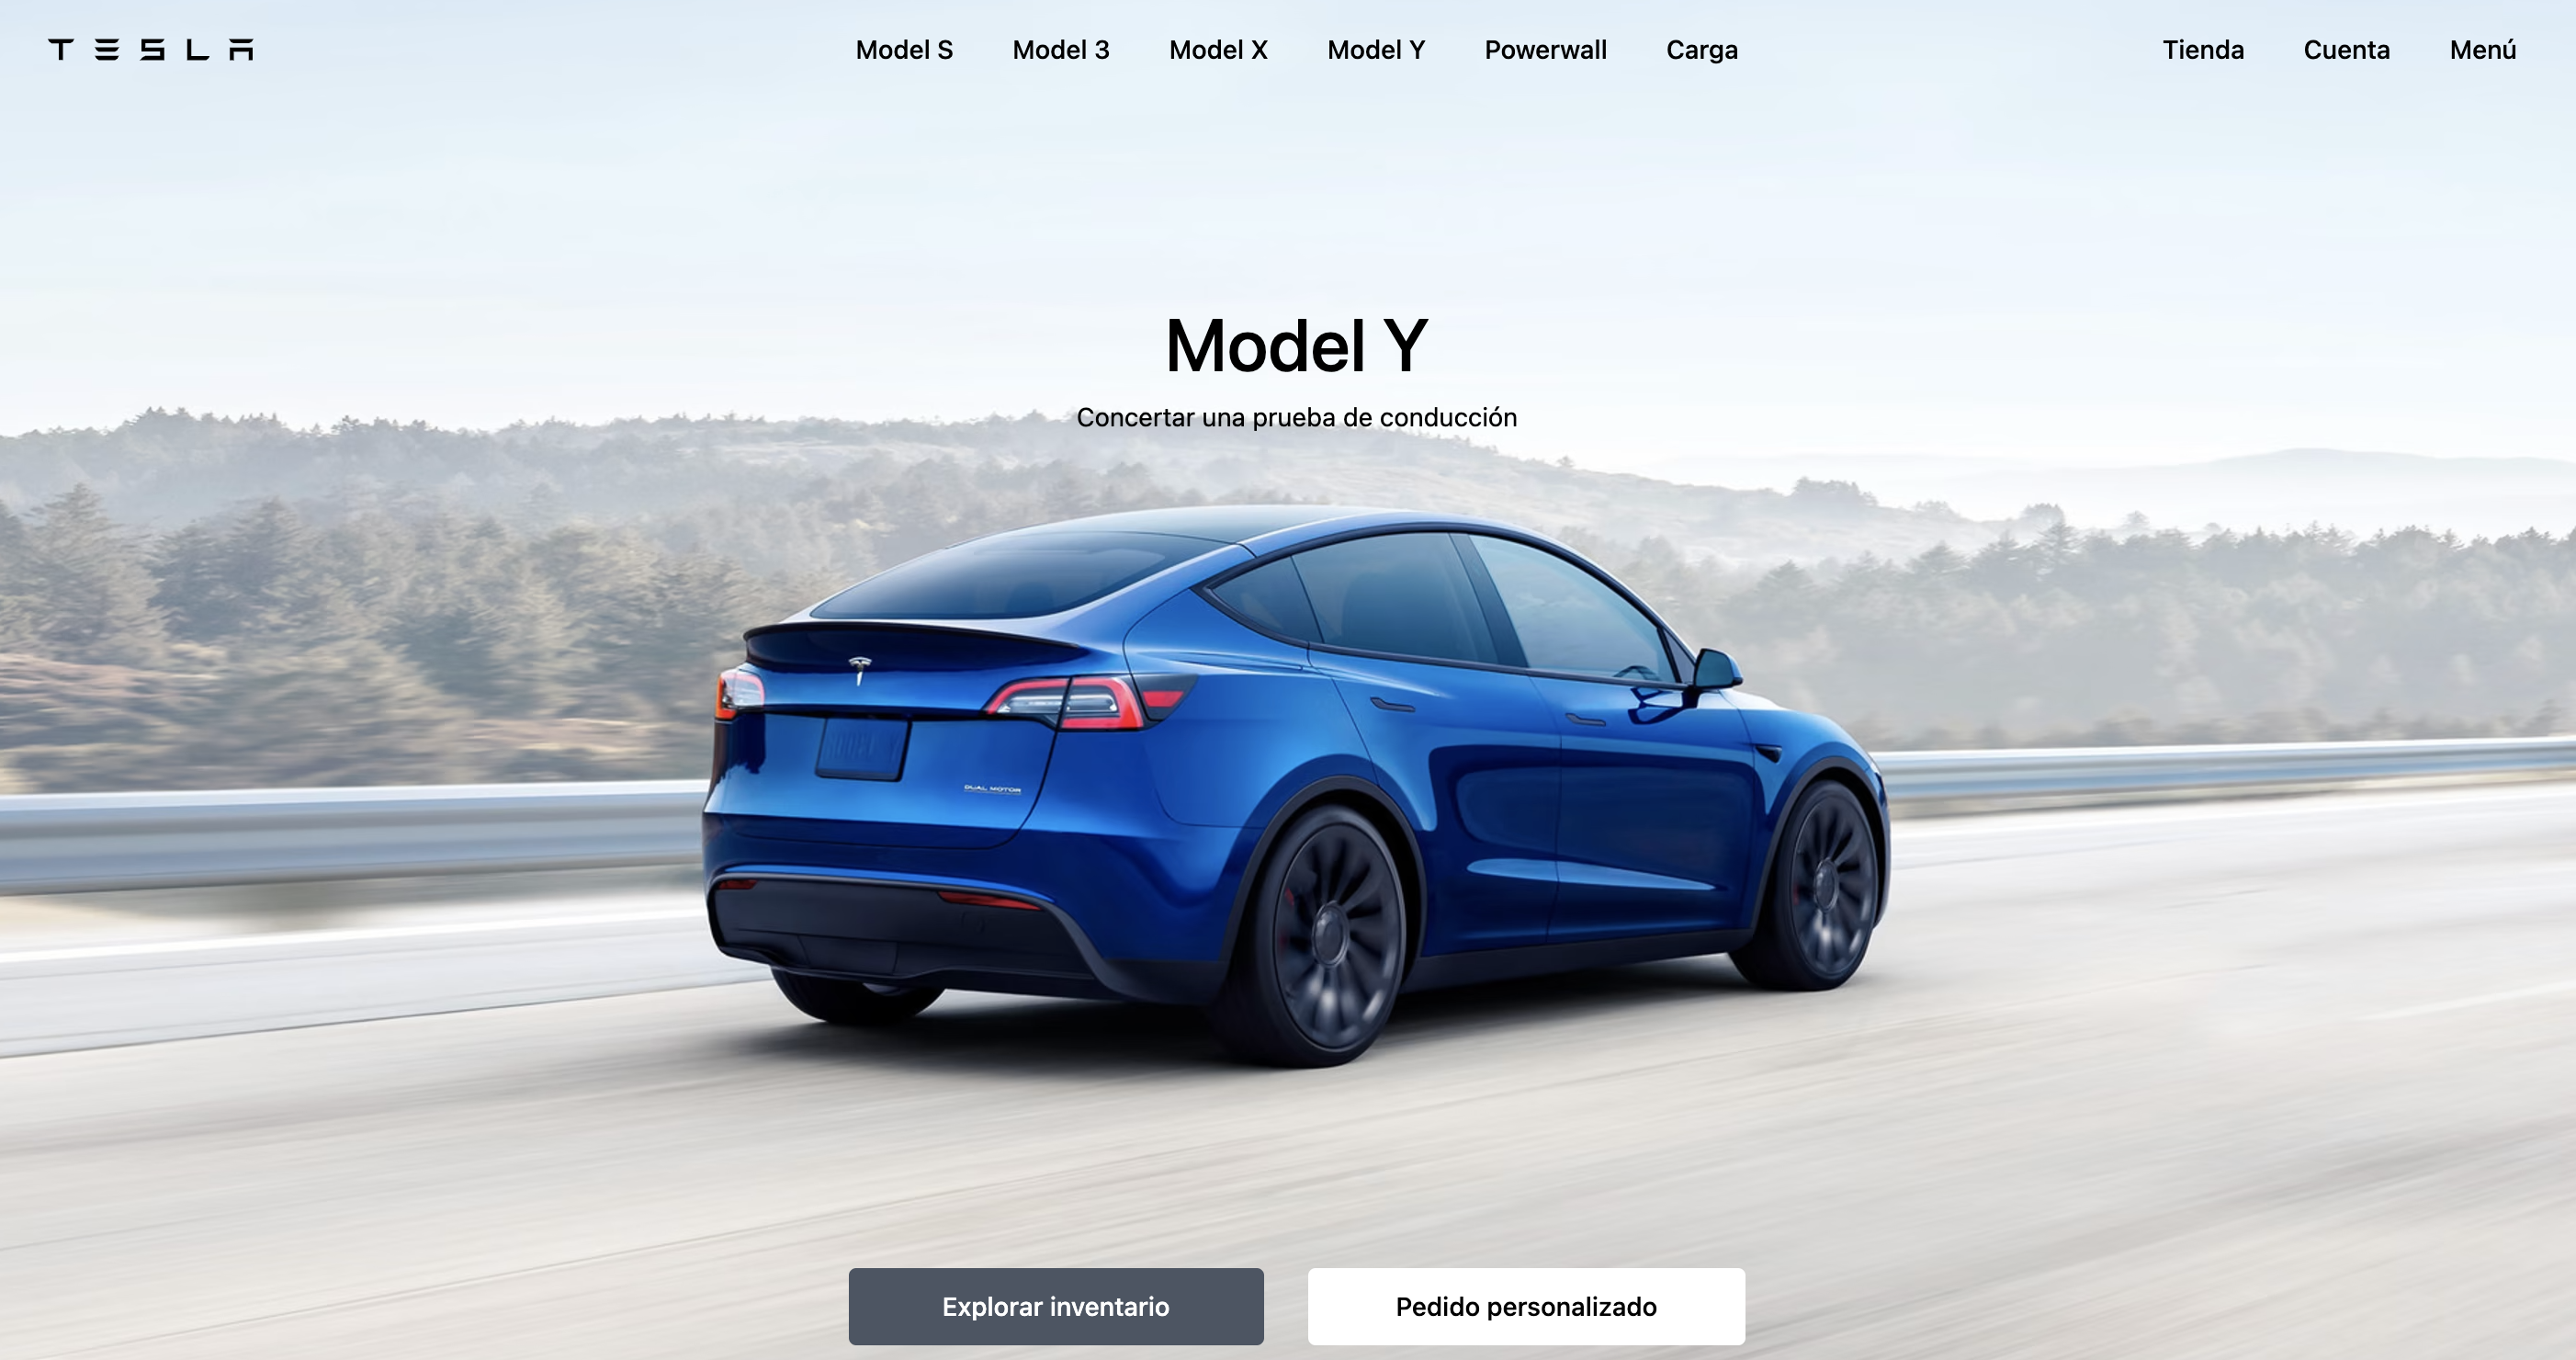 TESLA
Model S Model 3 Model X Model Y Powerwall Carga
Tienda Cuenta Menú
Model Y
Concertar una prueba de conducción
MODEL Y
DUAL MOTOR
Explorar inventario
Pedido personalizado